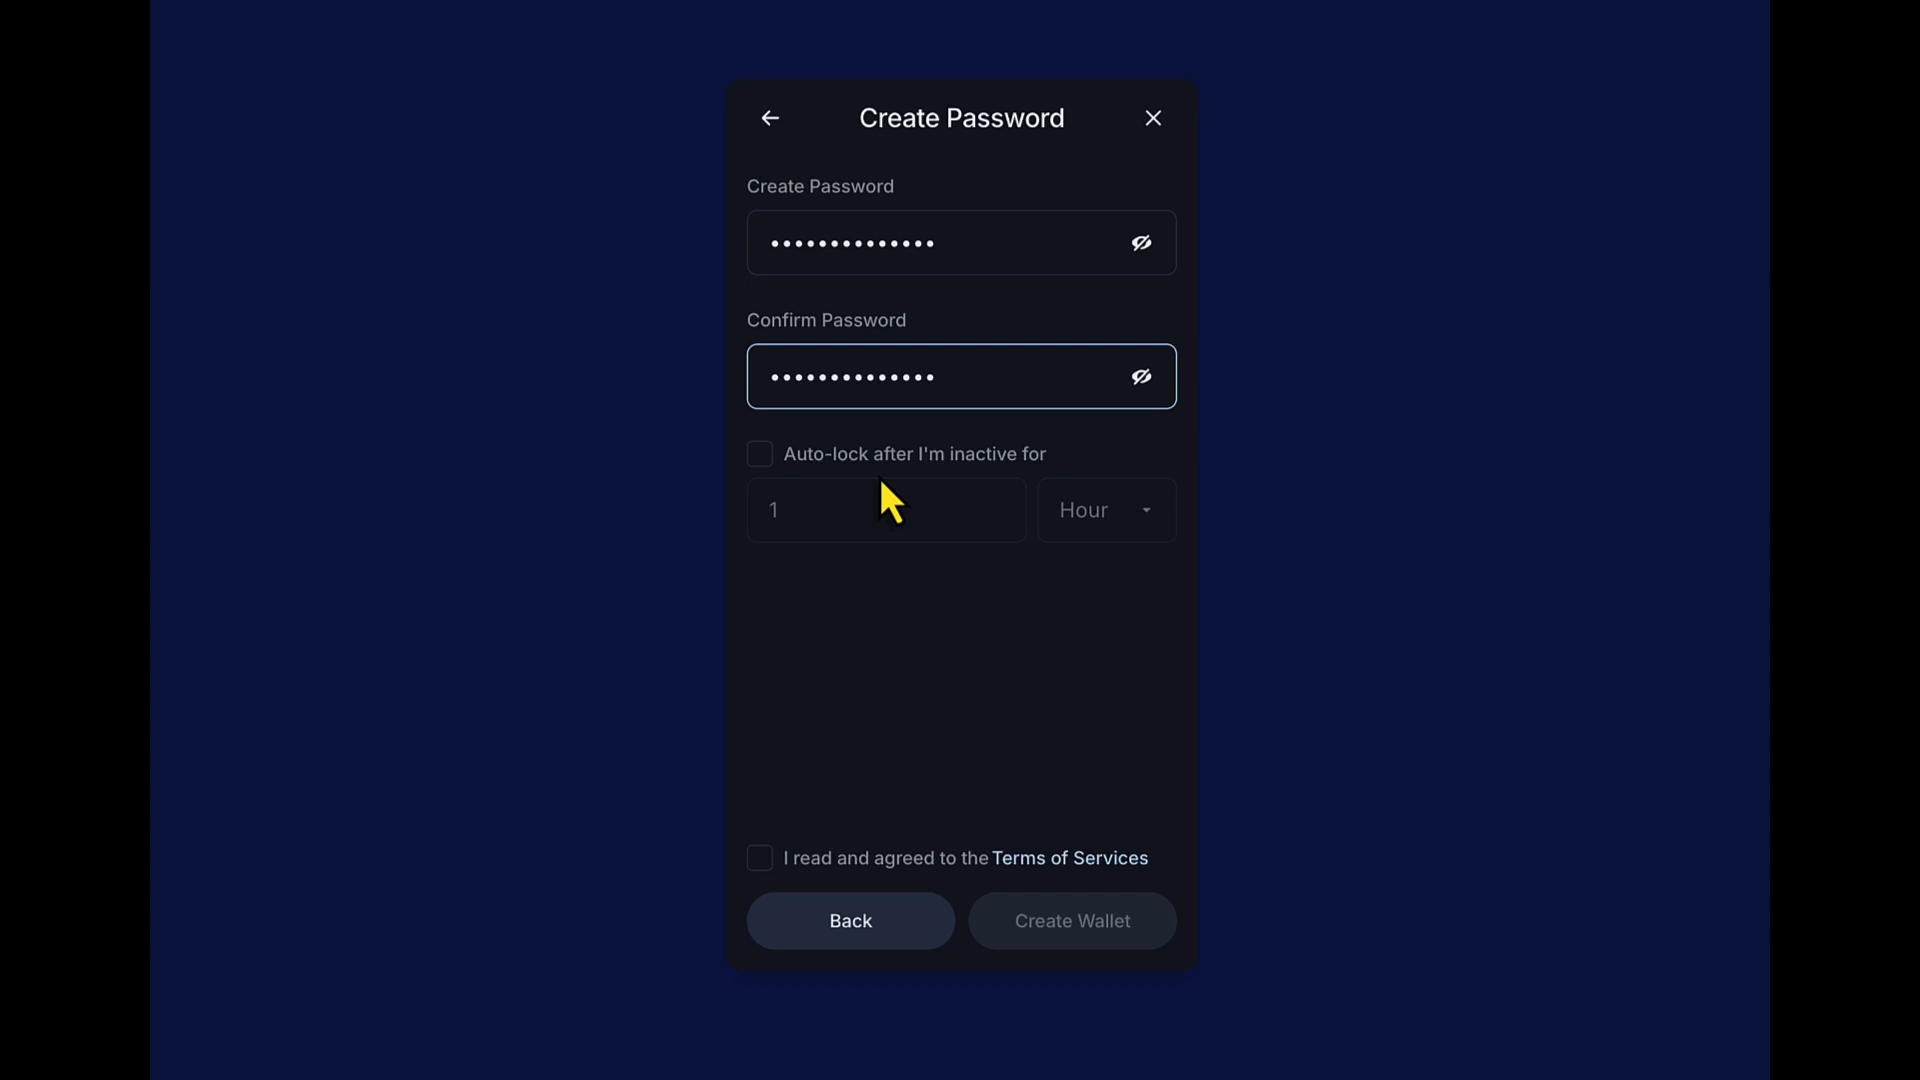 Create Password
Create Password
••••••••••••••
Confirm Password
••••••••••••••
Auto-lock after I'm inactive for
1 Hour
I read and agreed to the Terms of Services
Back Create Wallet